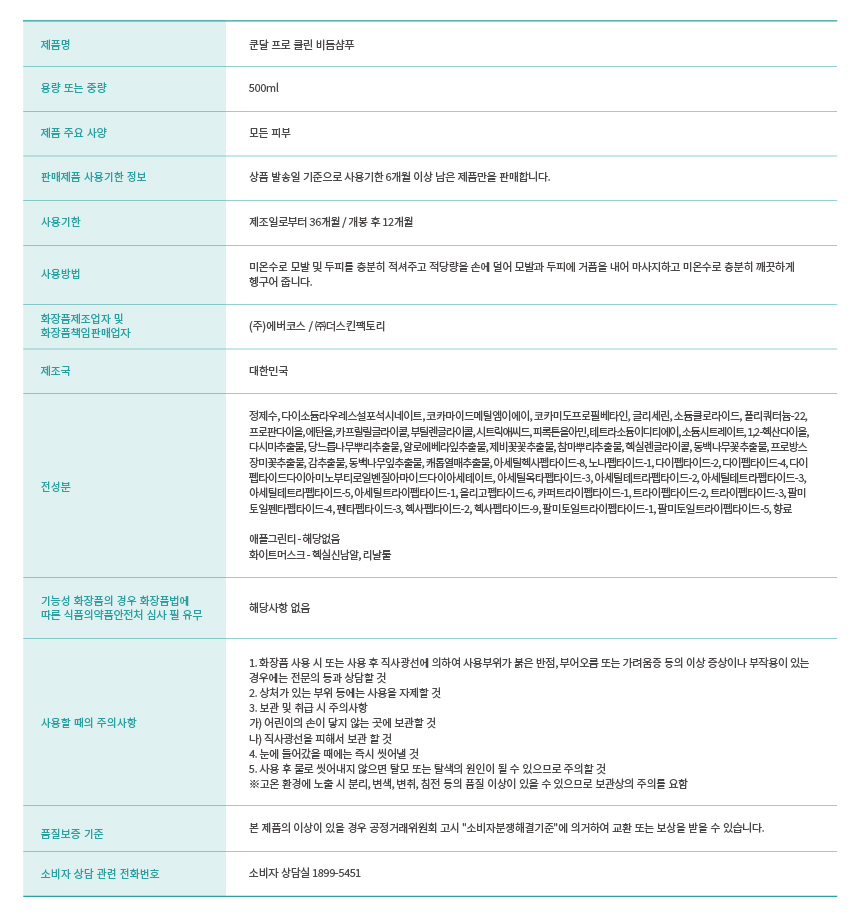 제품명
쿤달 프로 클린 비듬샴푸
용량 또는 중량
500ml
제품 주요 사양
모든 피부
판매제품 사용기한 정보
상품 발송일 기준으로 사용기한 6개월 이상 남은 제품만을 판매합니다.
사용기한
제조일로부터 36개월 / 개봉 후 12개월
사용방법
미온수로 모발 및 두피를 충분히 적셔주고 적당량을 손에 덜어 모발과 두피에 거품을 내어 마사지하고 미온수로 충분히 깨끗하게
헹구어 줍니다.
화장품제조업자 및
화장품책임판매업자
(주)에버코스 / ㈜더스킨팩토리
제조국
대한민국
전성분
정제수, 다이소듐라우레스설포석시네이트, 코카마이드메틸엠이에이, 코카미도프로필베타인, 글리세린, 소듐클로라이드, 폴리쿼터늄-22,
프로판다이올, 에탄올, 카프릴릴글라이콜, 부틸렌글라이콜, 시트릭애씨드, 피록톤올아민, 테트라소듐이디티에이, 소듐시트레이트, 1,2-헥산다이올,
다시마추출물, 당느릅나무뿌리추출물, 알로에베라잎추출물, 제비꽃꽃추출물, 참마뿌리추출물, 헥실렌글라이콜, 동백나무꽃추출물, 프로방스
장미꽃추출물, 감추출물, 동백나무잎추출물, 캐롭열매추출물, 아세틸헥사펩타이드-8, 노나펩타이드-1, 다이펩타이드-2, 다이펩타이드-4, 다이
펩타이드다이아미노부티로일벤질아마이드다이아세테이트, 아세틸옥타펩타이드-3, 아세틸테트라펩타이드-2, 아세틸테트라펩타이드-3,
아세틸테트라펩타이드-5, 아세틸트라이펩타이드-1, 올리고펩타이드-6, 카퍼트라이펩타이드-1, 트라이펩타이드-2, 트라이펩타이드-3, 팔미
토일펜타펩타이드-4, 펜타펩타이드-3, 헥사펩타이드-2, 헥사펩타이드-9, 팔미토일트라이펩타이드-1, 팔미토일트라이펩타이드-5, 향료
애플그린티 - 해당없음
화이트머스크 - 헥실신남알, 리날룰
기능성 화장품의 경우 화장품법에
따른 식품의약품안전처 심사 필 유무
해당사항 없음
사용할 때의 주의사항
1. 화장품 사용 시 또는 사용 후 직사광선에 의하여 사용부위가 붉은 반점, 부어오름 또는 가려움증 등의 이상 증상이나 부작용이 있는
경우에는 전문의 등과 상담할 것
2. 상처가 있는 부위 등에는 사용을 자제할 것
3. 보관 및 취급 시 주의사항
가) 어린이의 손이 닿지 않는 곳에 보관할 것
나) 직사광선을 피해서 보관 할 것
4. 눈에 들어갔을 때에는 즉시 씻어낼 것
5. 사용 후 물로 씻어내지 않으면 탈모 또는 탈색의 원인이 될 수 있으므로 주의할 것
※고온 환경에 노출 시 분리, 변색, 변취, 침전 등의 품질 이상이 있을 수 있으므로 보관상의 주의를 요함
품질보증 기준
본 제품의 이상이 있을 경우 공정거래위원회 고시 "소비자분쟁해결기준"에 의거하여 교환 또는 보상을 받을 수 있습니다.
소비자 상담 관련 전화번호
소비자 상담실 1899-5451